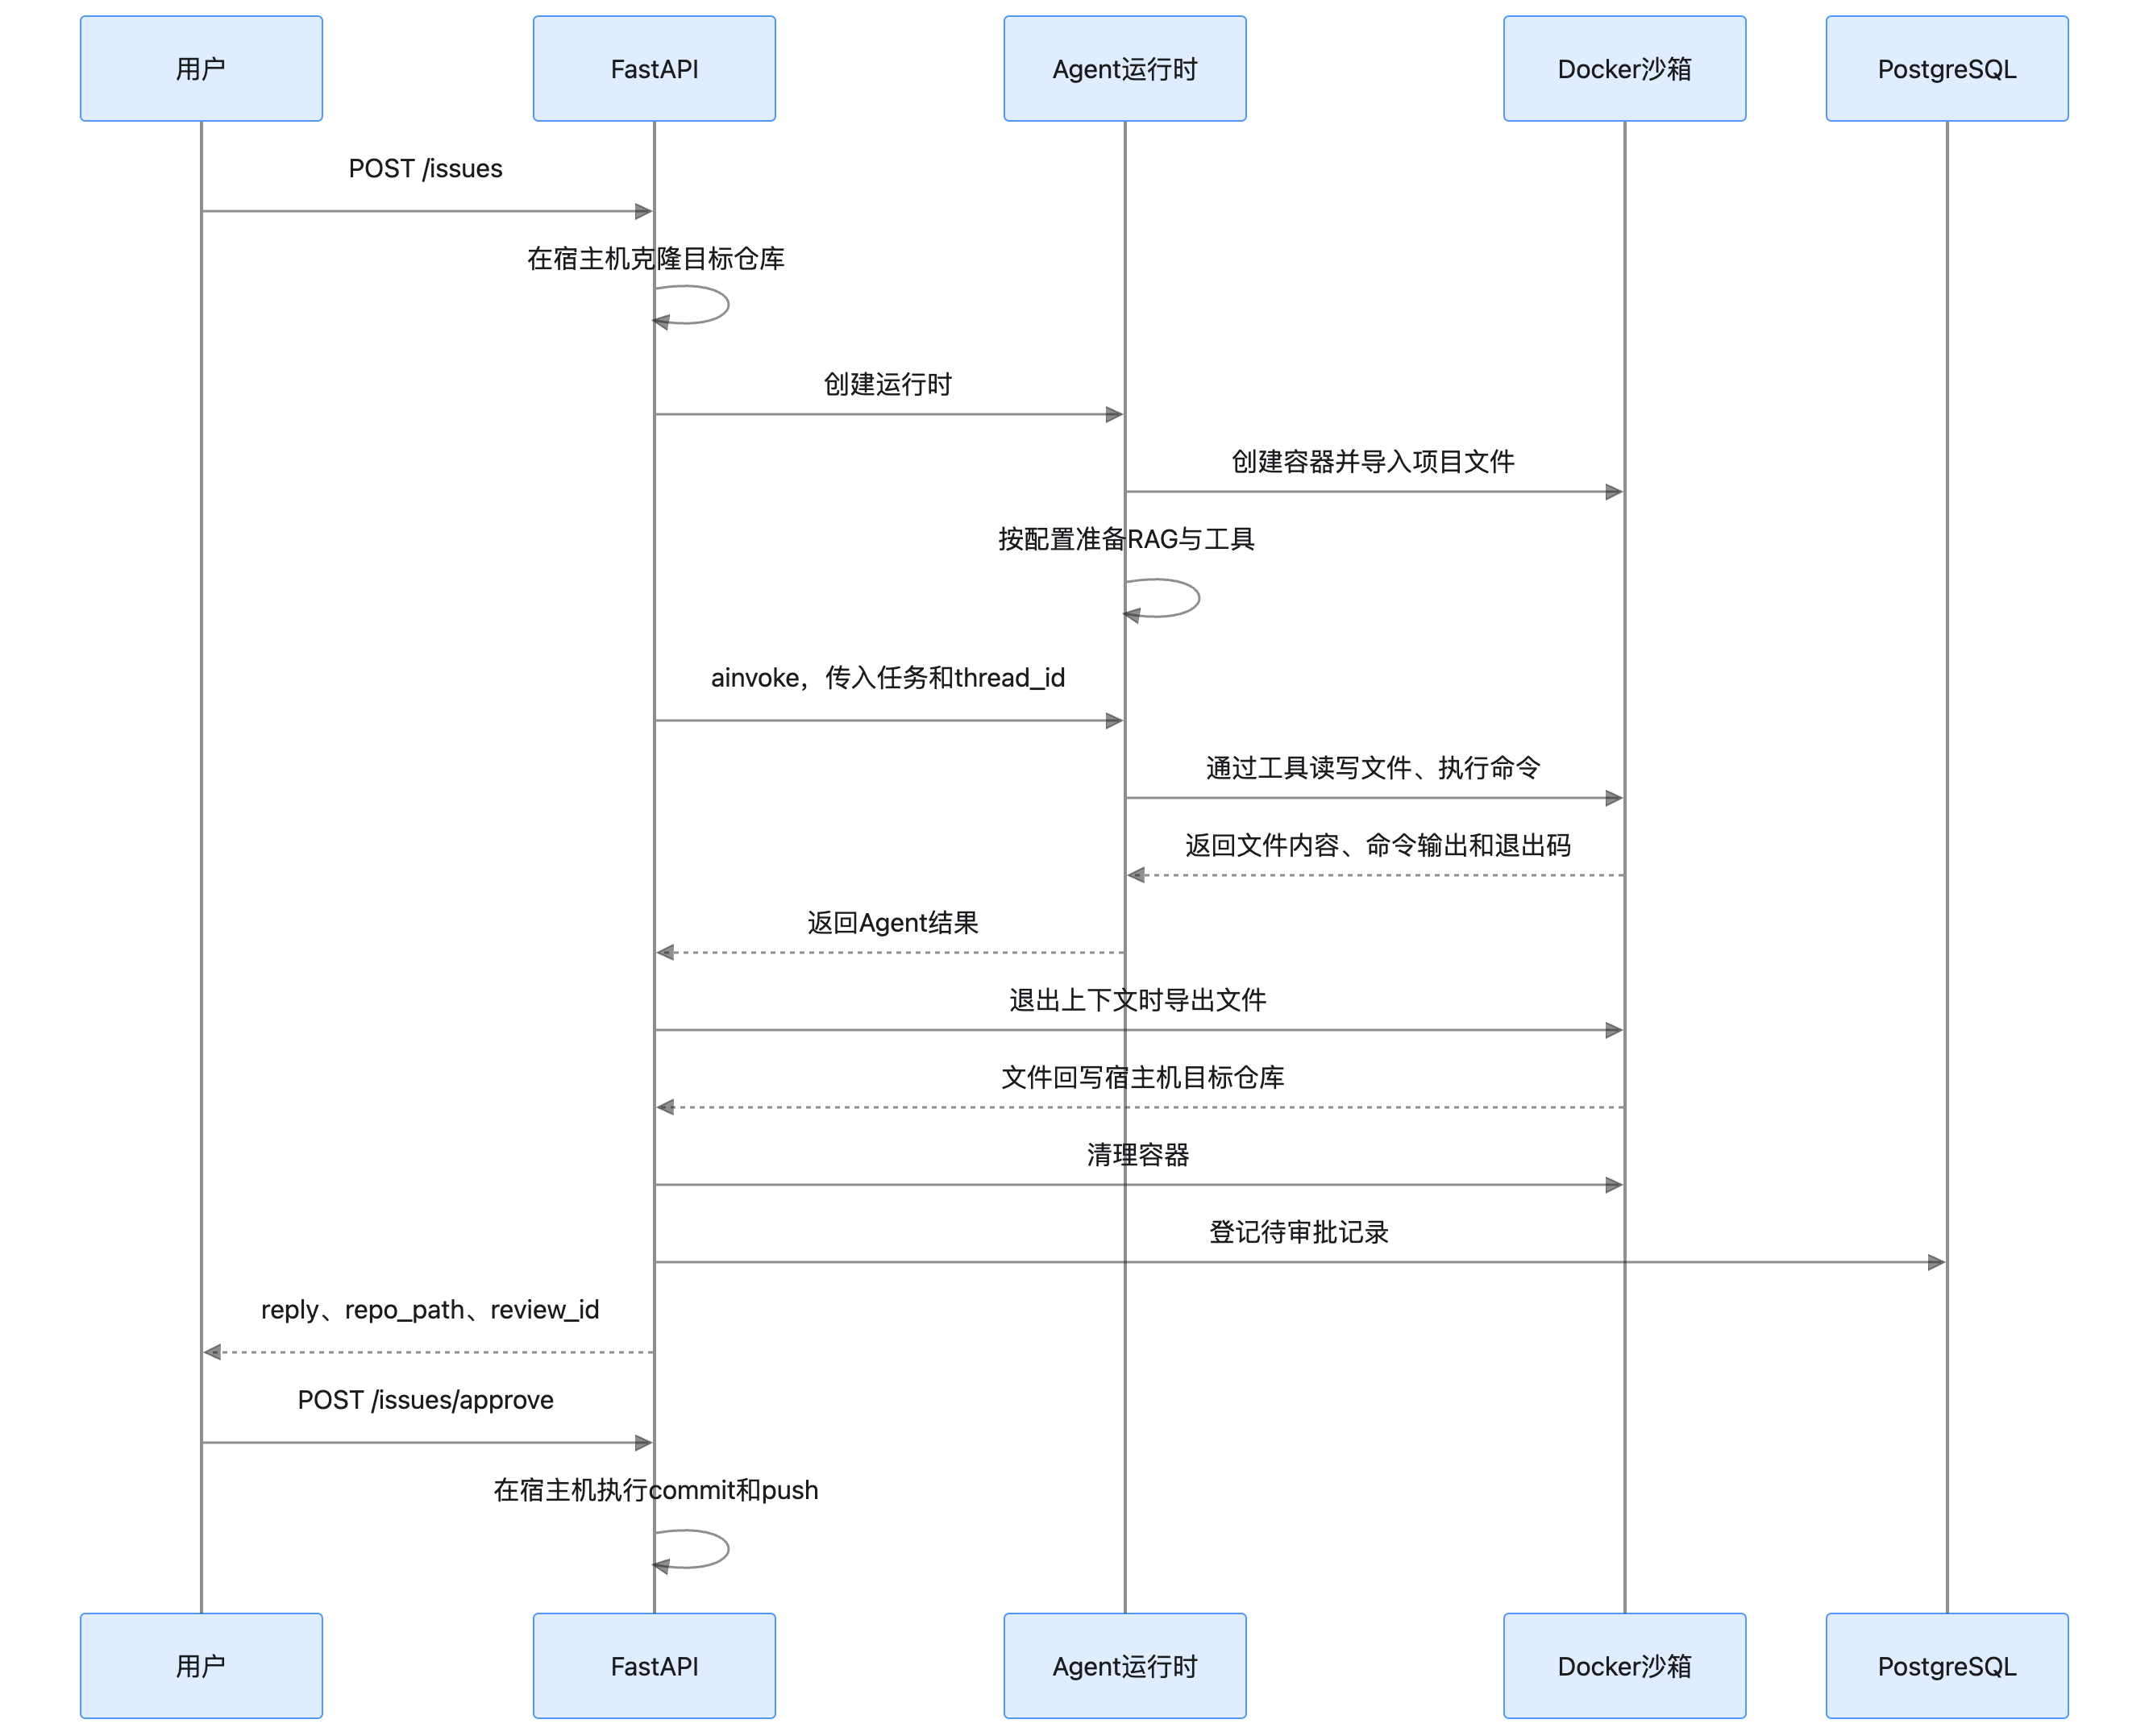 用户
FastAPI
Agent运行时
Docker沙箱
PostgreSQL
POST /issues
在宿主机克隆目标仓库
创建运行时
创建容器并导入项目文件
按配置准备RAG与工具
ainvoke，传入任务和thread_id
通过工具读写文件、执行命令
返回文件内容、命令输出和退出码
返回Agent结果
退出上下文时导出文件
文件回写宿主机目标仓库
清理容器
登记待审批记录
reply、repo_path、review_id
POST /issues/approve
在宿主机执行commit和push
用户
FastAPI
Agent运行时
Docker沙箱
PostgreSQL